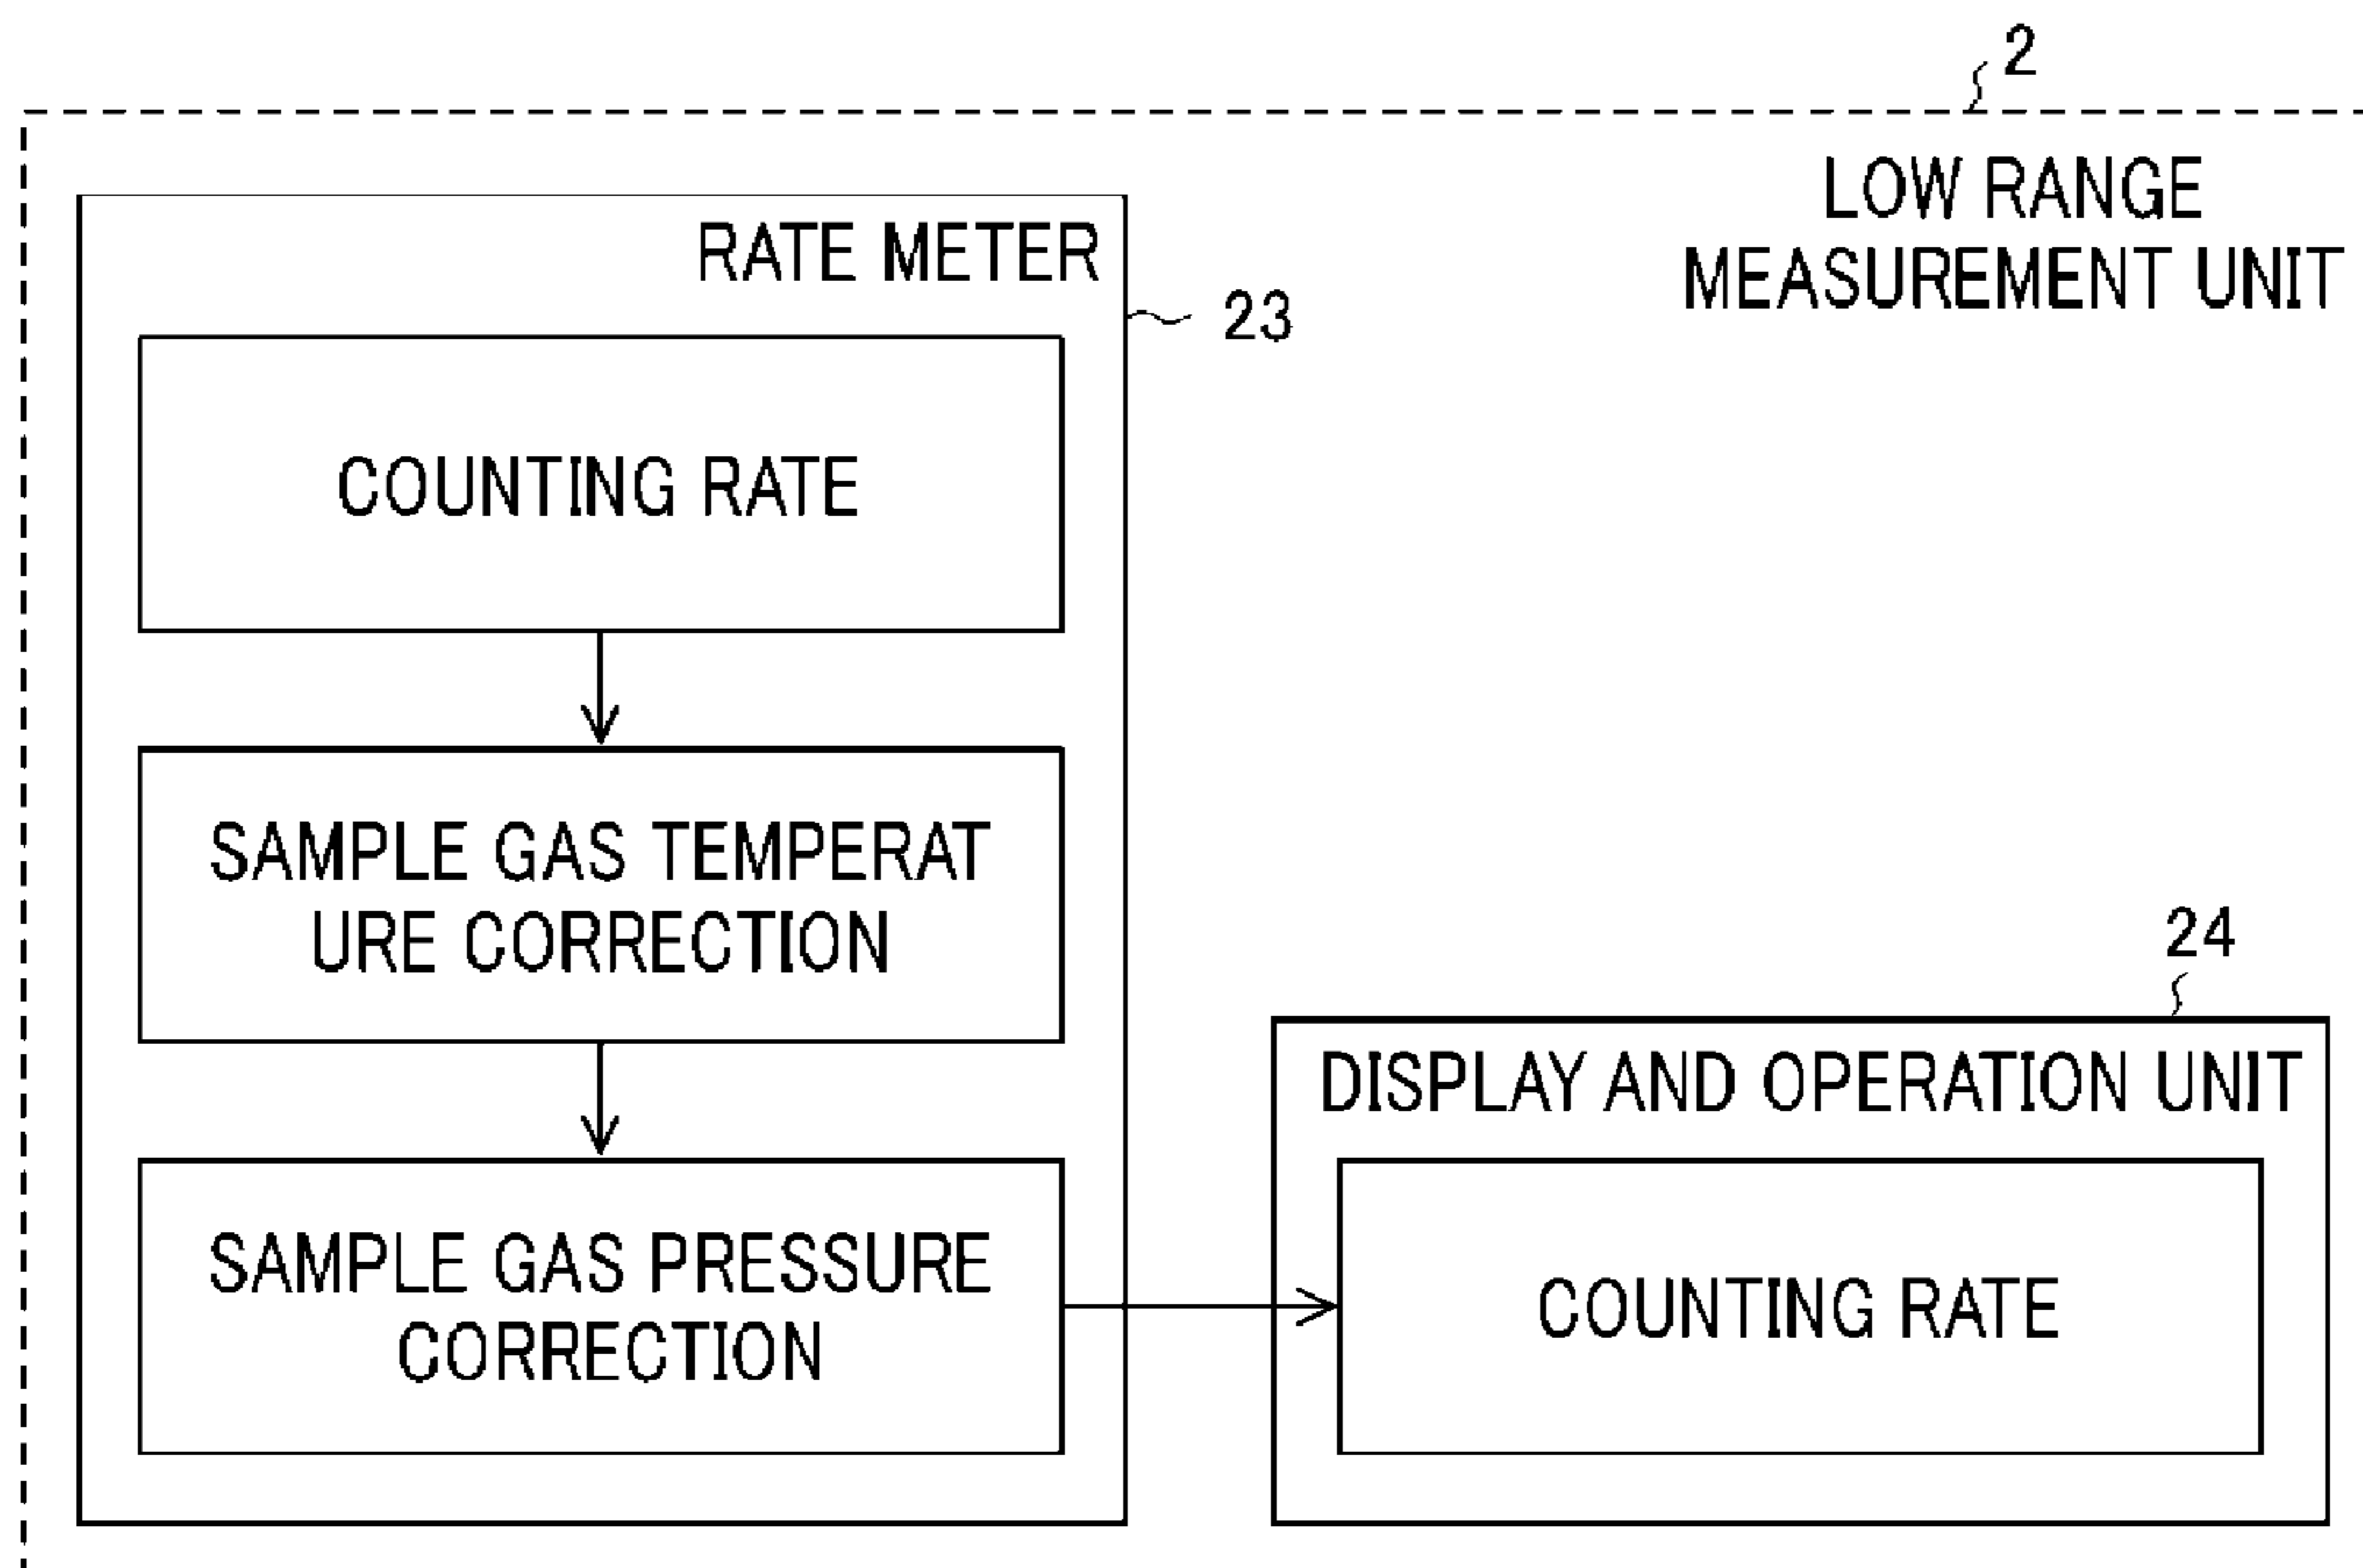 2
LOW RANGE
MEASUREMENT UNIT
RATE METER
23
COUNTING RATE
SAMPLE GAS TEMPERAT
URE CORRECTION
SAMPLE GAS PRESSURE
CORRECTION
24
DISPLAY AND OPERATION UNIT
COUNTING RATE